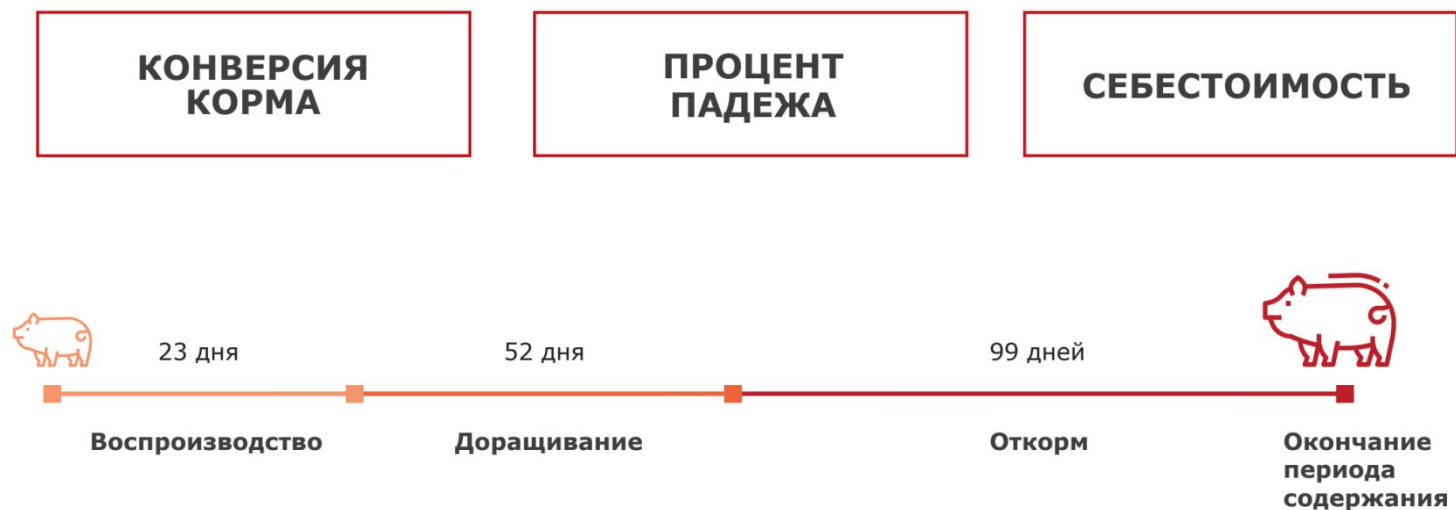 КОНВЕРСИЯ
КОРМА
ПРОЦЕНТ
ПАДЕЖА
СЕБЕСТОИМОСТЬ
23 дня
52 дня
99 дней
Воспроизводство
Доращивание
Откорм
Окончание
периода
содержания